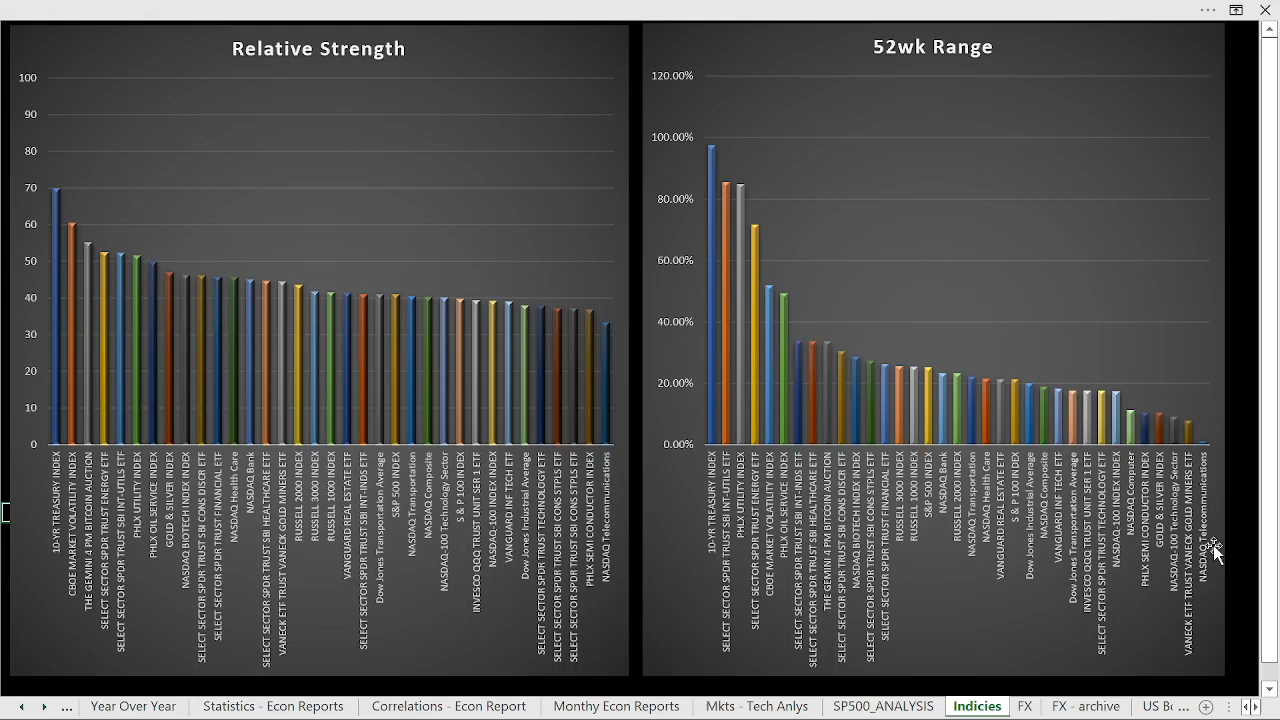 Relative Strength
100
90
80
70
60
50
40
30
20
10
0
10-YR TREASURY INDEX
CBOE MARKET VOLATILITY INDEX
THE GEMINI 4 PM BITCOIN AUCTION
SELECT SECTOR SPDR TRUST ENERGY ETF
SELECT SECTOR SPDR TRUST SBI INT-UTILS ETF
PHLX UTILITY INDEX
PHLX OIL SERVICE INDEX
GOLD & SILVER INDEX
NASDAQ BIOTECH INDEX INDEX
SELECT SECTOR SPDR TRUST SBI CONS DISCR ETF
SELECT SECTOR SPDR TRUST FINANCIAL ETF
NASDAQ Health Care
NASDAQ Bank
SELECT SECTOR SPDR TRUST SBI HEALTHCARE ETF
VANECK ETF TRUST VANECK GOLD MINERS ETF
RUSSELL 2000 INDEX
RUSSELL 3000 INDEX
RUSSELL 1000 INDEX
VANGUARD REAL ESTATE ETF
SELECT SECTOR SPDR TRUST SBI INT-INDS ETF
Dow Jones Transportation Average
S&P 500 INDEX
NASDAQ Transportation
NASDAQ Composite
NASDAQ-100 Technology Sector
S & P 100 INDEX
INVESCO QQQ TRUST UNIT SER 1 ETF
NASDAQ-100 INDEX INDEX
VANGUARD INF TECH ETF
Dow Jones Industrial Average
SELECT SECTOR SPDR TRUST TECHNOLOGY ETF
SELECT SECTOR SPDR TRUST SBI CONS STPLS ETF
SELECT SECTOR SPDR TRUST SBI CONS STPLS ETF
PHLX SEMICONDUCTOR INDEX
NASDAQ Telecommunications
52wk Range
120.00%
100.00%
80.00%
60.00%
40.00%
20.00%
0.00%
10-YR TREASURY INDEX
SELECT SECTOR SPDR TRUST SBI INT-UTILS ETF
PHLX UTILITY INDEX
SELECT SECTOR SPDR TRUST ENERGY ETF
CBOE MARKET VOLATILITY INDEX
PHLX OIL SERVICE INDEX
SELECT SECTOR SPDR TRUST SBI INT-INDS ETF
SELECT SECTOR SPDR TRUST SBI
THE GEMINI 4 PM BITCOIN AUCTION
SELECT SECTOR SPDR TRUST SBI CONS
NASDAQ BIOTECH INDEX INDEX
SELECT SECTOR SPDR TRUST SBI CONS
SELECT SECTOR SPDR TRUST FINANCIAL ETF
RUSSELL 3000 INDEX
RUSSELL 1000 INDEX
S&P 500 INDEX
NASDAQ Bank
RUSSELL 2000 INDEX
NASDAQ Transportation
NASDAQ Health Care
VANGUARD REAL ESTATE ETF
S & P 100 INDEX
Dow Jones Industrial Average
NASDAQ Composite
VANGUARD INF TECH ETF
Dow Jones Transportation Average
INVESCO QQQ TRUST UNIT SER 1 ETF
SELECT SECTOR SPDR TRUST TECHNOLOGY ETF
NASDAQ-100 INDEX INDEX
NASDAQ Computer
PHLX SEMICONDUCTOR INDEX
GOLD & SILVER INDEX
NASDAQ-100 Technology Sector
VANECK ETF TRUST VANECK GOLD MINERS ETF
NASDAQ Telecommunications
... Year Over Year Statistics - Econ Reports Correlations - Econ Report Monthy Econ Reports Mkts - Tech Anlys SP500_ANALYSIS Indicies FX FX - archive US Bo ...